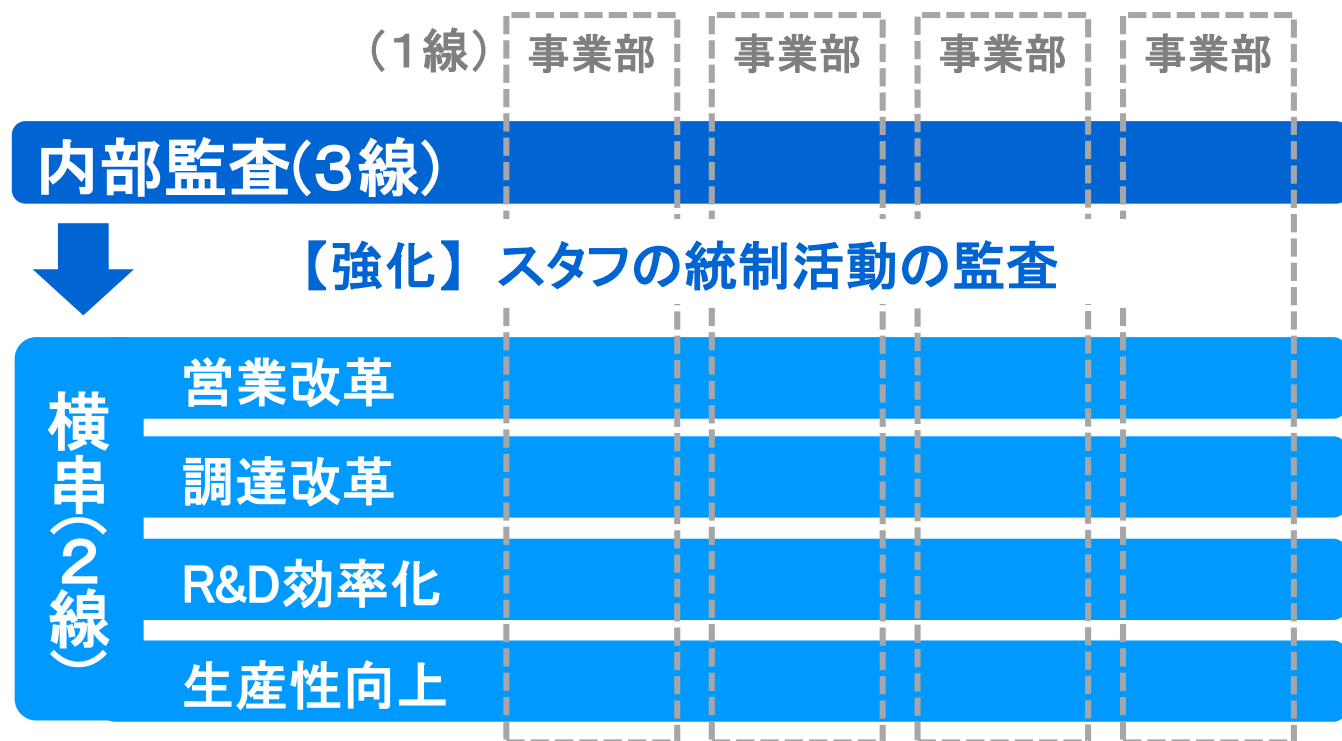 （１線） 事業部 事業部 事業部 事業部
内部監査(３線)
【強化】 スタフの統制活動の監査
横串(２線)
営業改革
調達改革
R&D効率化
生産性向上